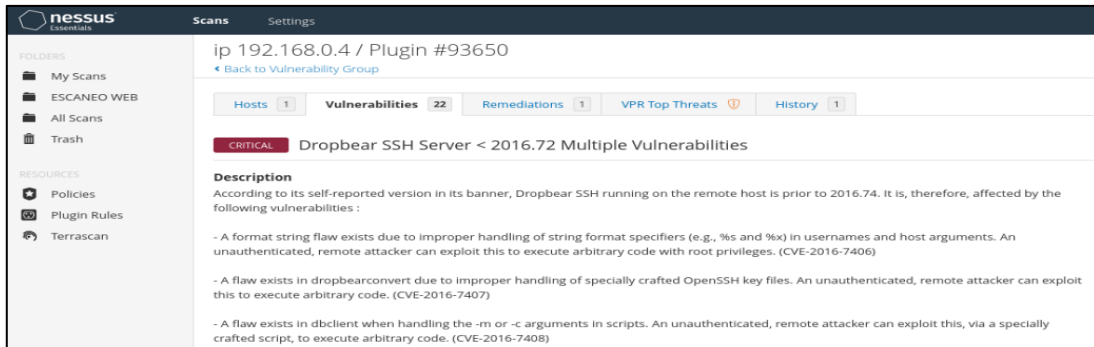 nessus
Essentials
Scans
Settings
FOLDERS
My Scans
ESCANEO WEB
All Scans
Trash
RESOURCES
Policies
Plugin Rules
Terrascan
ip 192.168.0.4 / Plugin #93650
Back to Vulnerability Group
Hosts 1
Vulnerabilities 22
Remediations 1
VPR Top Threats
History 1
CRITICAL Dropbear SSH Server < 2016.72 Multiple Vulnerabilities
Description
According to its self-reported version in its banner, Dropbear SSH running on the remote host is prior to 2016.74. It is, therefore, affected by the
following vulnerabilities :
- A format string flaw exists due to improper handling of string format specifiers (e.g., %s and %x) in usernames and host arguments. An
unauthenticated, remote attacker can exploit this to execute arbitrary code with root privileges. (CVE-2016-7406)
- A flaw exists in dropbearconvert due to improper handling of specially crafted OpenSSH key files. An unauthenticated, remote attacker can exploit
this to execute arbitrary code. (CVE-2016-7407)
- A flaw exists in dbclient when handling the -m or -c arguments in scripts. An unauthenticated, remote attacker can exploit this, via a specially
crafted script, to execute arbitrary code. (CVE-2016-7408)